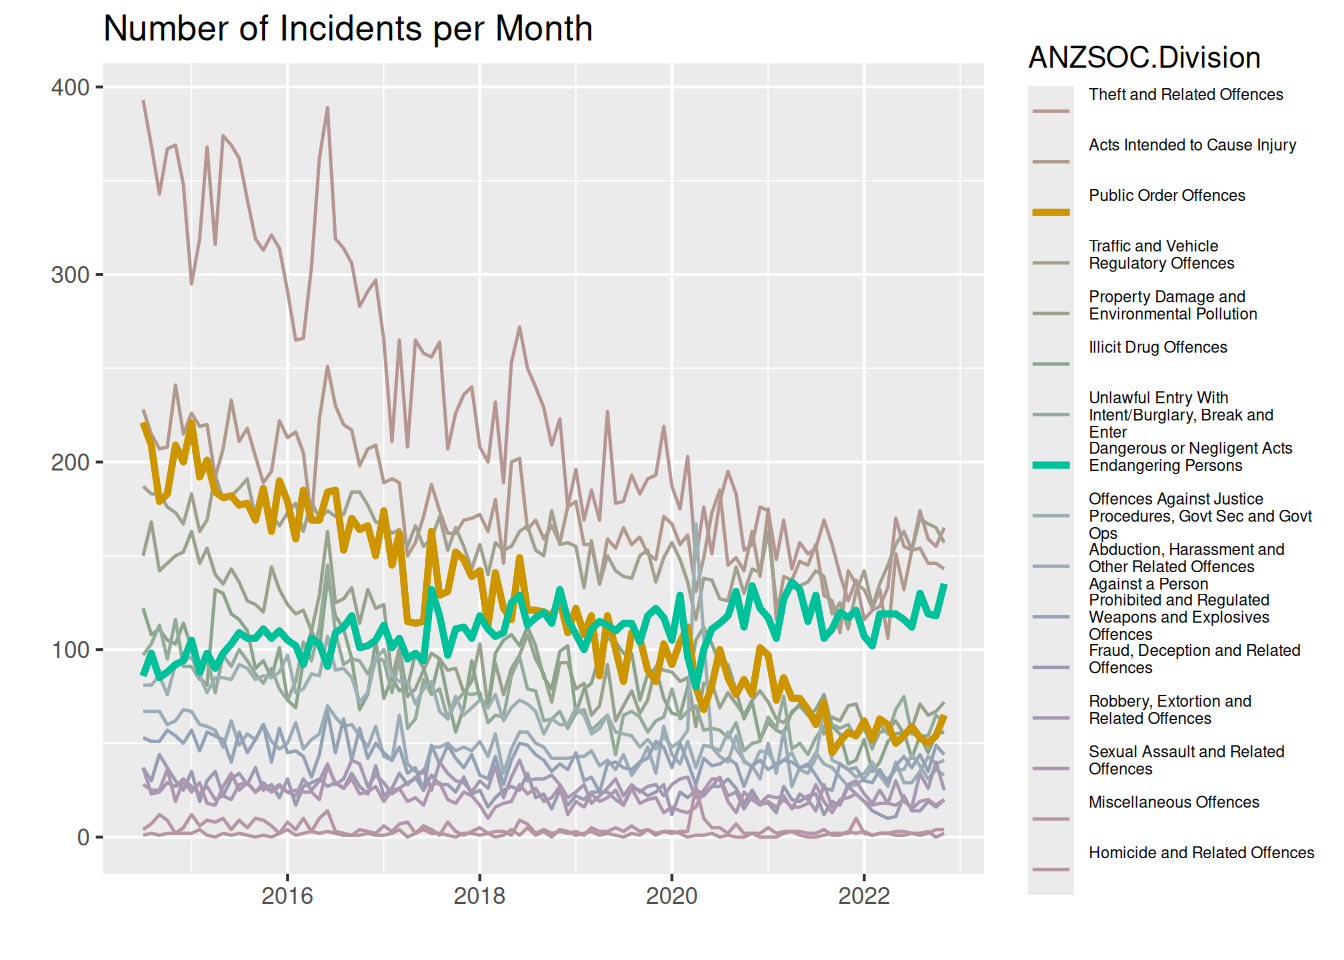 Number of Incidents per Month
400
300
200
100
0
2016
2018
2020
2022
ANZSOC.Division
Theft and Related Offences
Acts Intended to Cause Injury
Public Order Offences
Traffic and Vehicle
Regulatory Offences
Property Damage and
Environmental Pollution
Illicit Drug Offences
Unlawful Entry With
Intent/Burglary, Break and
Enter
Dangerous or Negligent Acts
Endangering Persons
Offences Against Justice
Procedures, Govt Sec and Govt
Ops
Abduction, Harassment and
Other Related Offences
Against a Person
Prohibited and Regulated
Weapons and Explosives
Offences
Fraud, Deception and Related
Offences
Robbery, Extortion and
Related Offences
Sexual Assault and Related
Offences
Miscellaneous Offences
Homicide and Related Offences